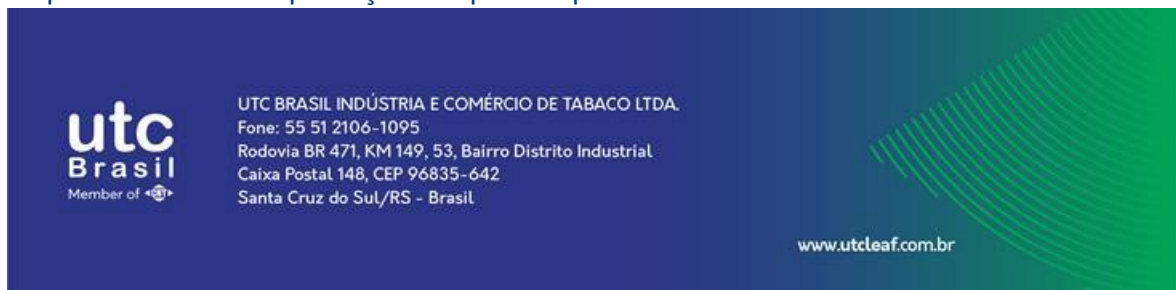 utc
Brasil
Member of
UTC BRASIL INDÚSTRIA E COMÉRCIO DE TABACO LTDA.
Fone: 55 51 2106-1095
Rodovia BR 471, KM 149, 53, Bairro Distrito Industrial
Caixa Postal 148, CEP 96835-642
Santa Cruz do Sul/RS - Brasil
www.utcleaf.com.br